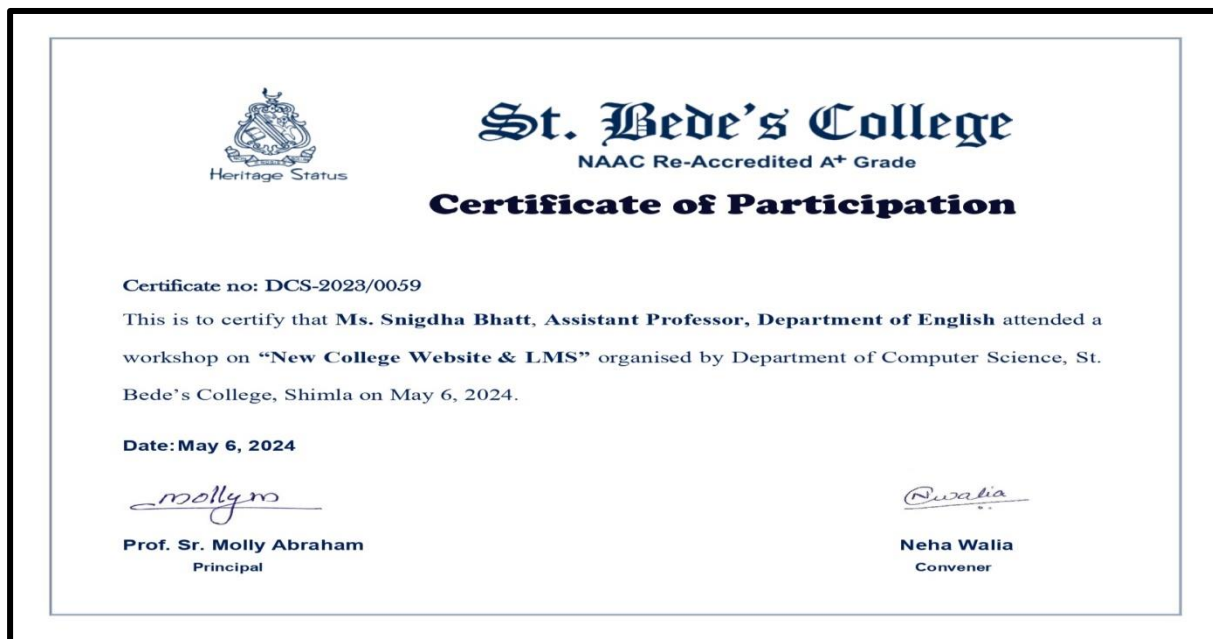 St. Bede's College
NAAC Re-Accredited A+ Grade
Heritage Status
Certificate of Participation
Certificate no: DCS-2023/0059
This is to certify that Ms. Snigdha Bhatt, Assistant Professor, Department of English attended a
workshop on “New College Website & LMS” organised by Department of Computer Science, St.
Bede’s College, Shimla on May 6, 2024.
Date:May 6, 2024
mollym
Nwalia
Prof. Sr. Molly Abraham
Neha Walia
Principal
Convener